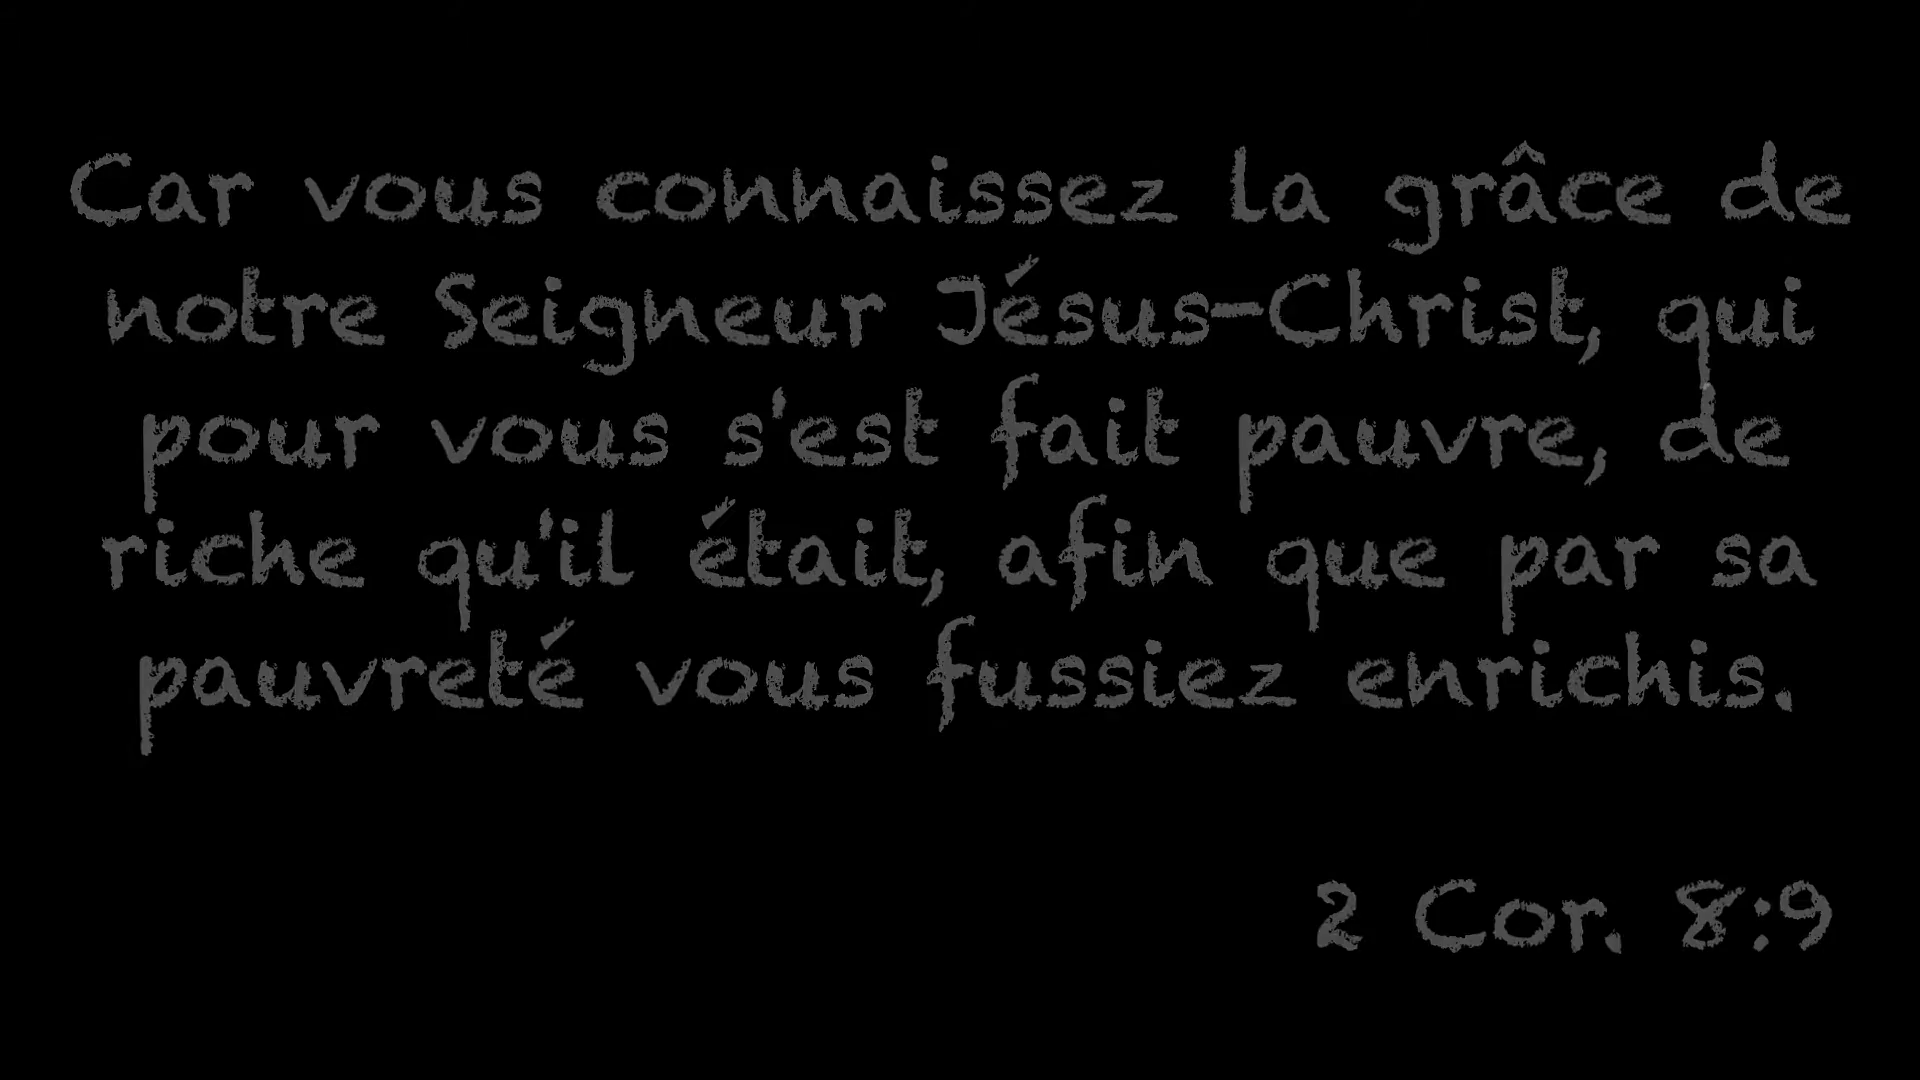 Car vous connaissez la grâce de
notre Seigneur Jésus-Christ, qui
pour vous s'est fait pauvre, de
riche qu'il était, afin que par sa
pauvreté vous fussiez enrichis.
2 Cor. 8:9